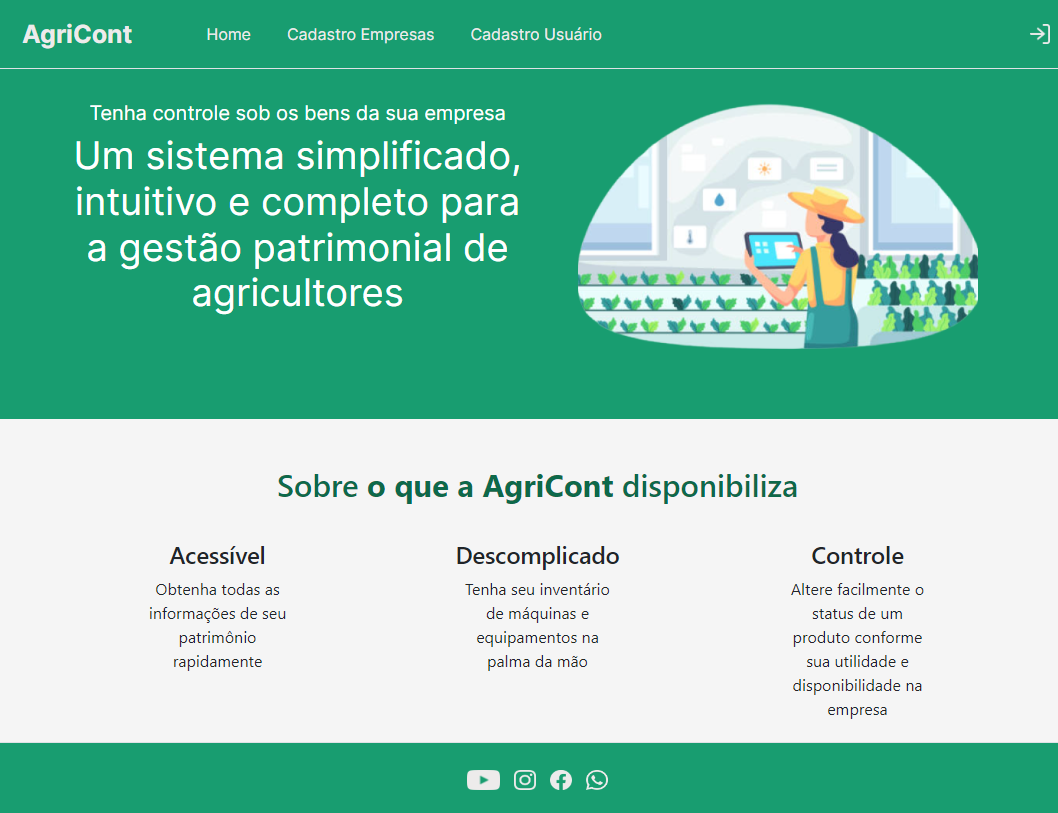 AgriCont
Home
Cadastro Empresas
Cadastro Usuário
Tenha controle sob os bens da sua empresa
Um sistema simplificado,
intuitivo e completo para
a gestão patrimonial de
agricultores
Sobre o que a AgriCont disponibiliza
Acessível
Obtenha todas as
informações de seu
patrimônio
rapidamente
Descomplicado
Tenha seu inventário
de máquinas e
equipamentos na
palma da mão
Controle
Altere facilmente o
status de um
produto conforme
sua utilidade e
disponibilidade na
empresa